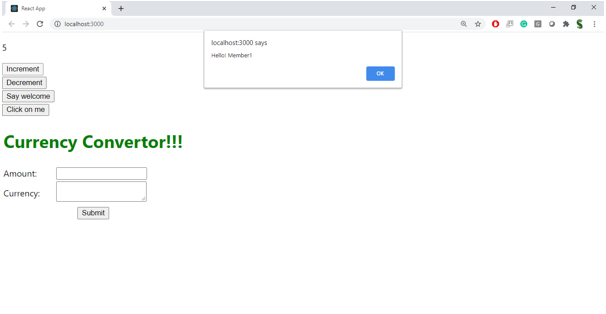 React App
localhost:3000
5
localhost:3000 says
Hello! Member1
OK
Increment
Decrement
Say welcome
Click on me
Currency Convertor!!!
Amount:
Currency:
Submit